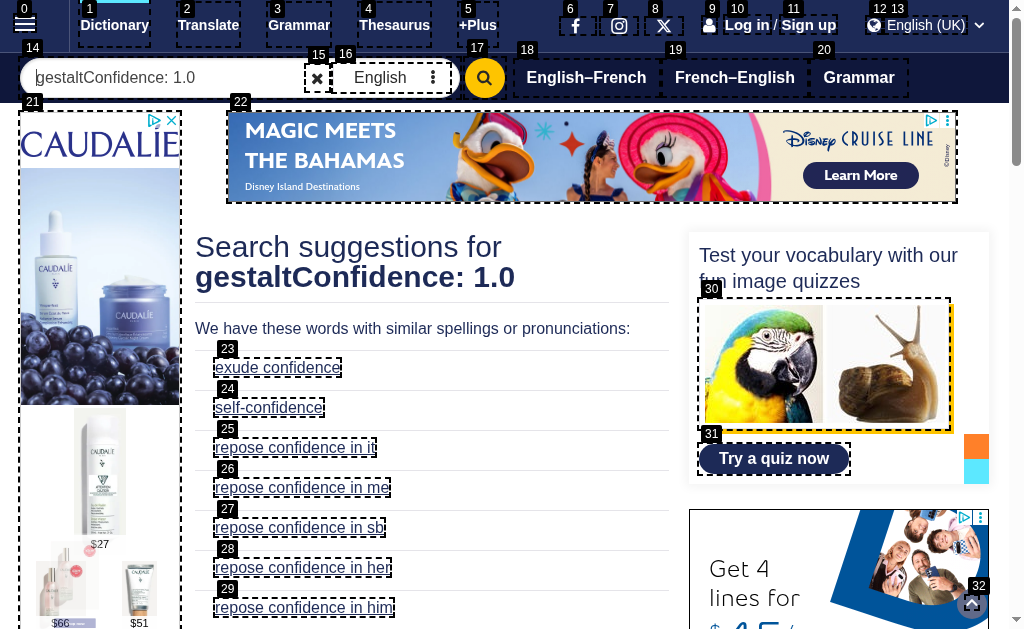 0 1 2 3 4 5 6 7 8 9 10 11 12 13
Dictionary Translate Grammar Thesaurus +Plus Log in / Sign up English (UK)
14 15 16 17 18 19 20
gestaltConfidence: 1.0 English English–French French–English Grammar
21 22
CAUDALÍE
MAGIC MEETS
THE BAHAMAS
Disney Island Destinations
Disney CRUISE LINE
Learn More
©Disney
Search suggestions for
gestaltConfidence: 1.0
We have these words with similar spellings or pronunciations:
23
exude confidence
24
self-confidence
25
repose confidence in it
26
repose confidence in me
27
repose confidence in sb
28
repose confidence in her
29
repose confidence in him
Test your vocabulary with our
fun image quizzes
30
31
Try a quiz now
CAUDALÍE
CAUDALÍE
CAUDALÍE
$27
$66 $51
Get 4
lines for
32